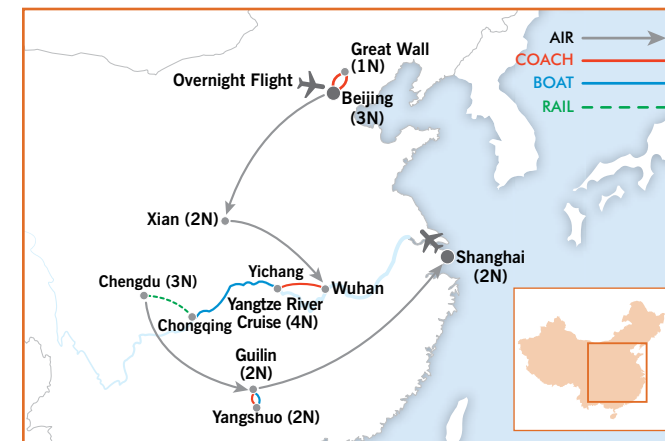 Great Wall
(1N)
Overnight Flight
Beijing
(3N)
AIR
COACH
BOAT
RAIL
Xian (2N)
Shanghai
(2N)
Chengdu (3N)
Yichang
Wuhan
Yangtze River
Cruise (4N)
Chongqing
Guilin
(2N)
Yangshuo (2N)